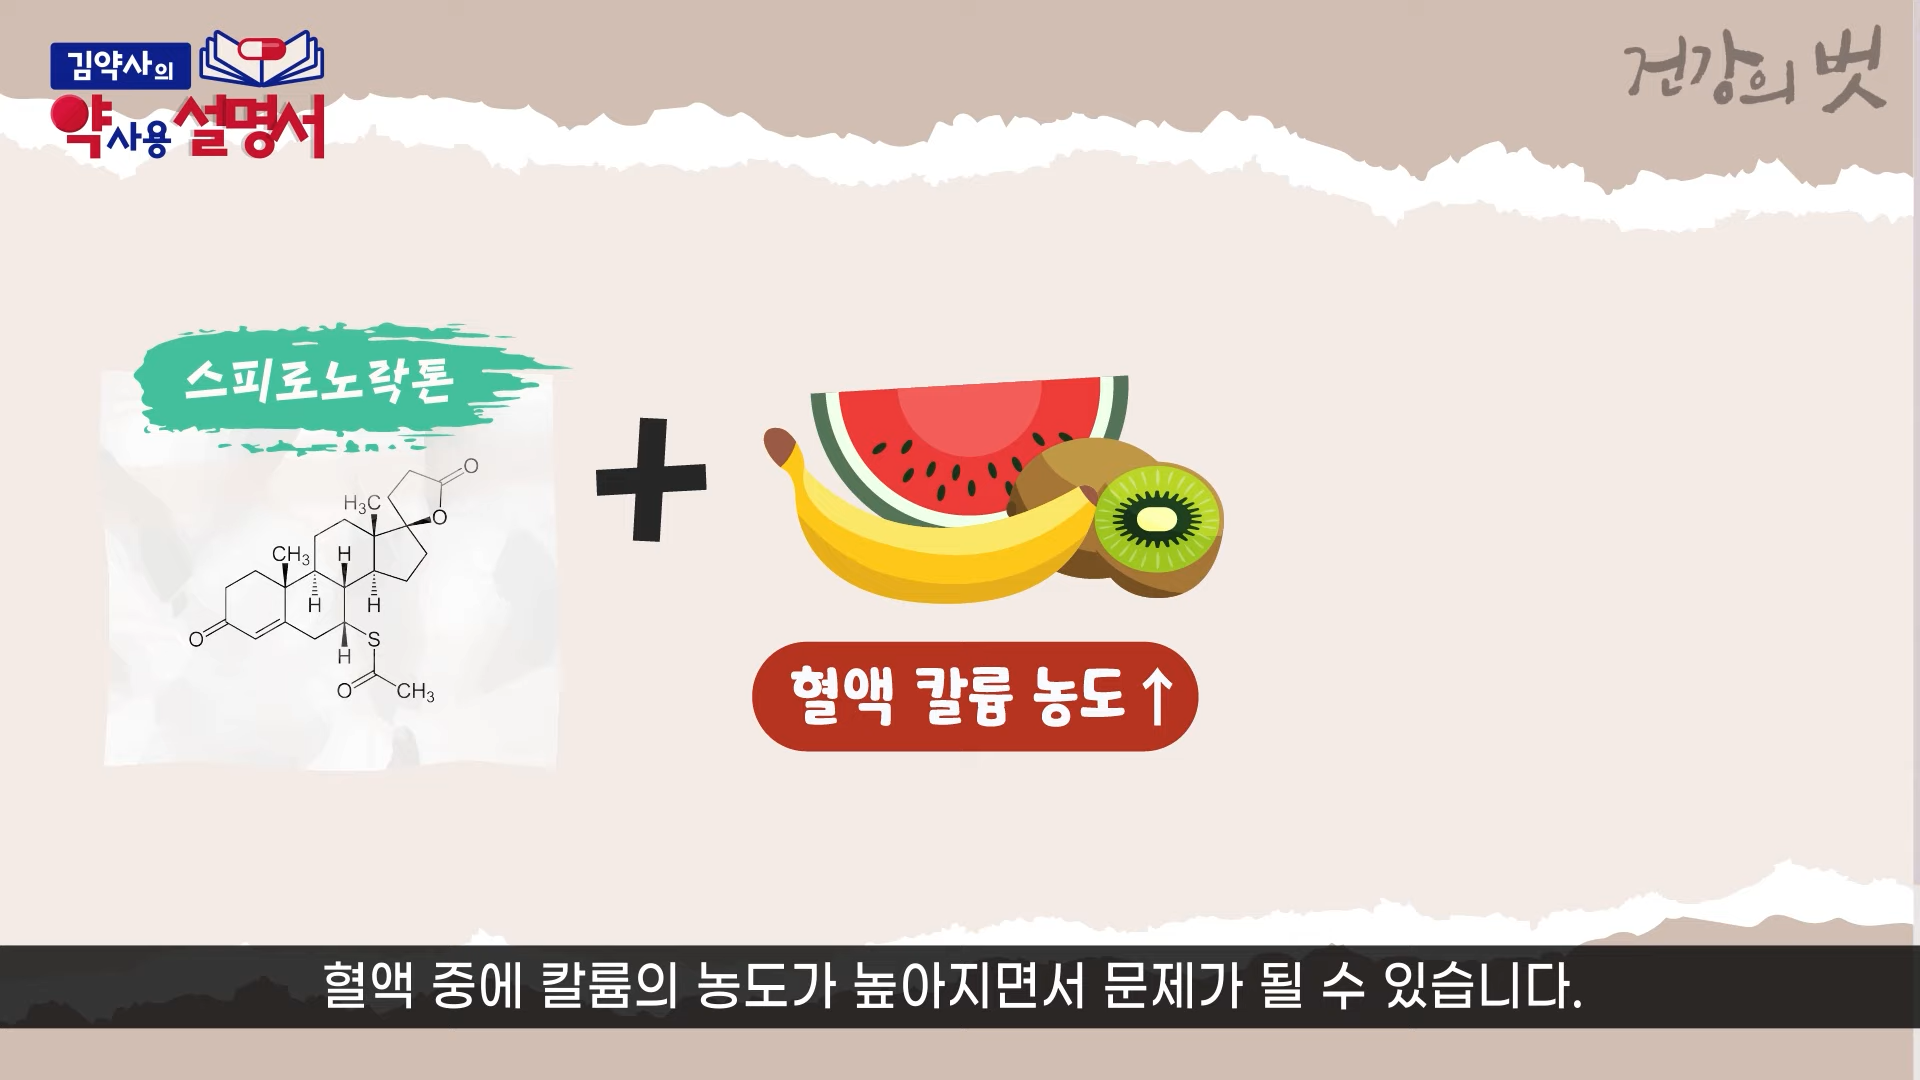 김약사의
약사용설명서
건강의 벗
스피로노락톤
O
H₃C
O
CH₃
H
H
H
O
S
H
O
CH₃
+
혈액 칼륨 농도 ↑
혈액 중에 칼륨의 농도가 높아지면서 문제가 될 수 있습니다.